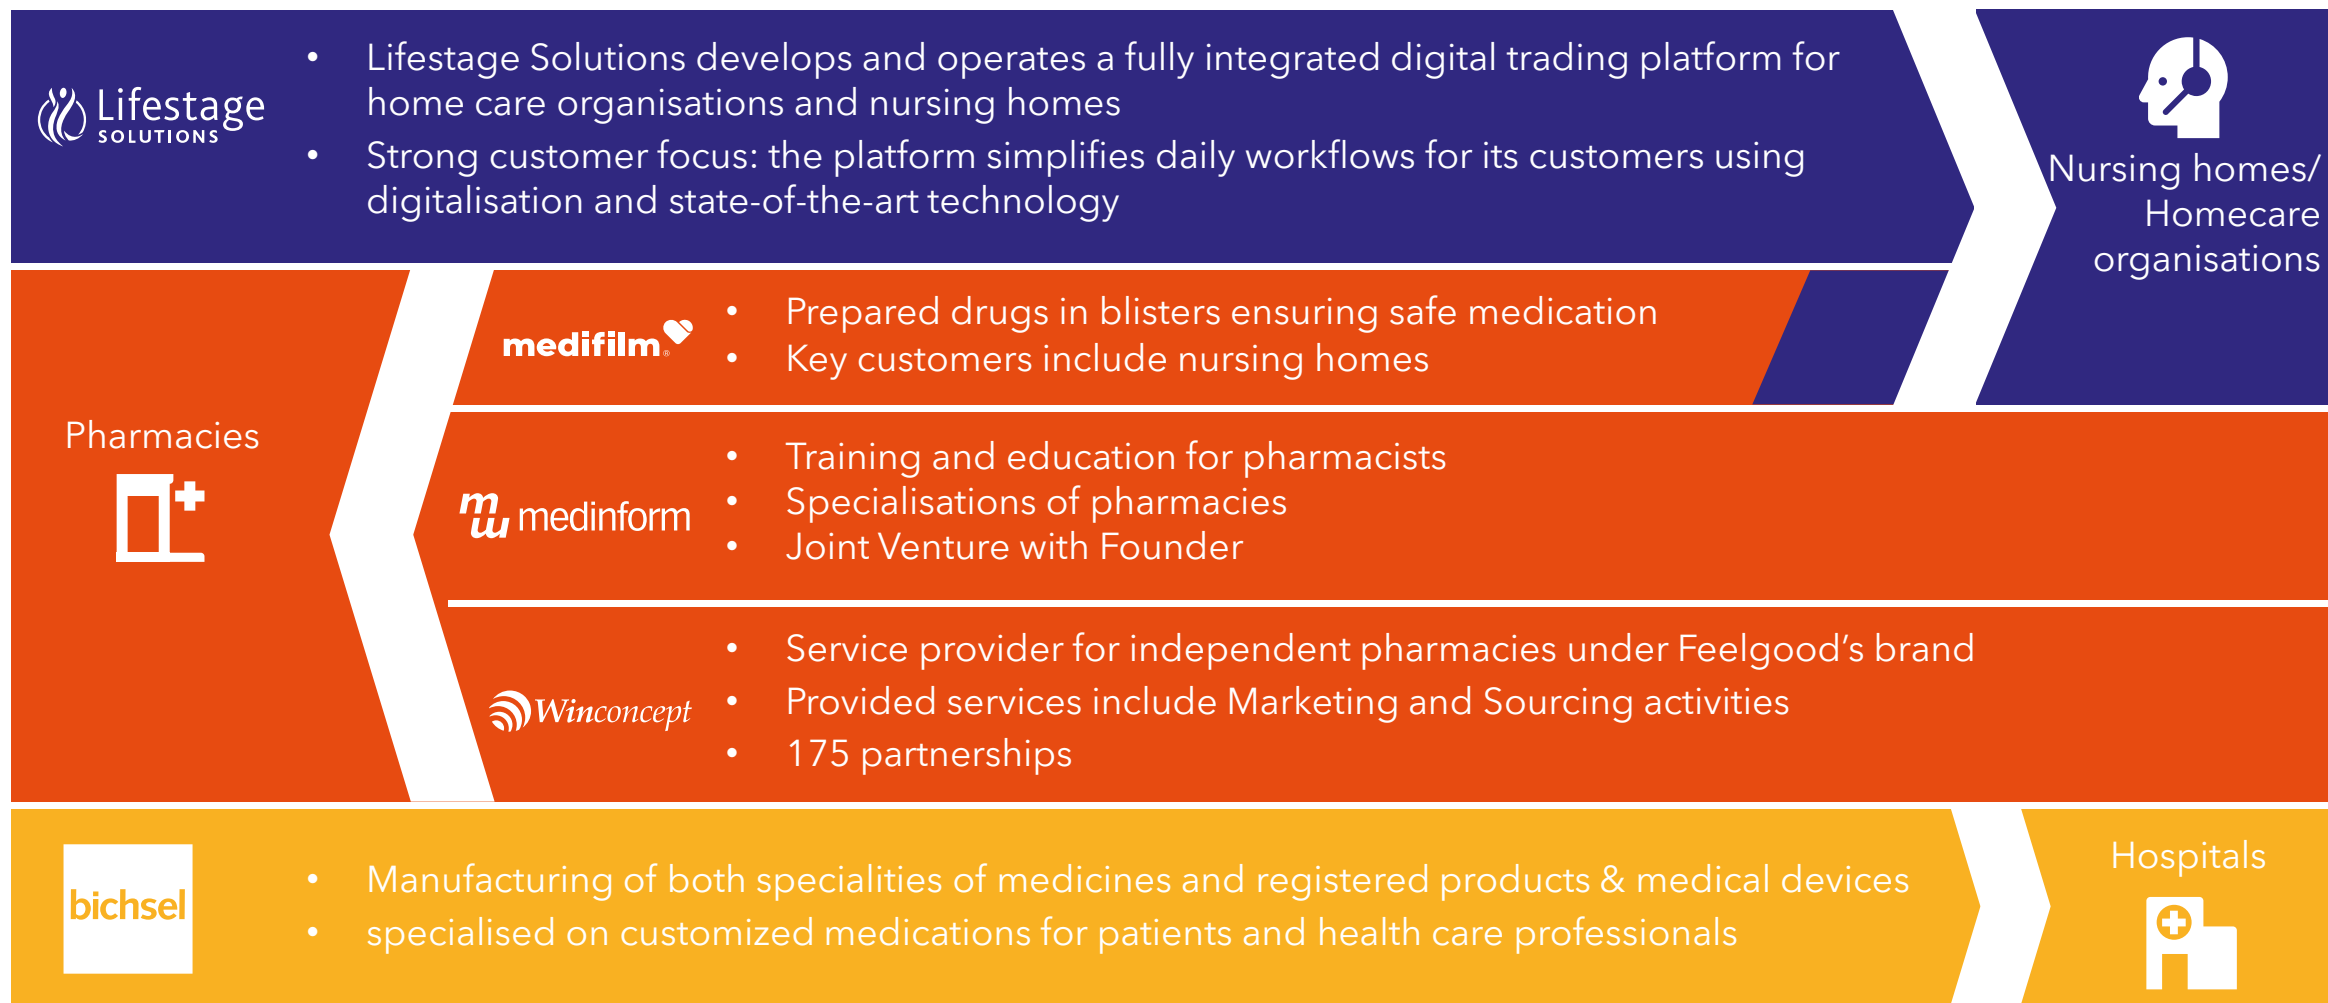 Lifestage
SOLUTIONS
• Lifestage Solutions develops and operates a fully integrated digital trading platform for
home care organisations and nursing homes
• Strong customer focus: the platform simplifies daily workflows for its customers using
digitalisation and state-of-the-art technology
Nursing homes/
Homecare
organisations
Pharmacies
medifilm®
• Prepared drugs in blisters ensuring safe medication
• Key customers include nursing homes
medinform
• Training and education for pharmacists
• Specialisations of pharmacies
• Joint Venture with Founder
Winconcept
• Service provider for independent pharmacies under Feelgood’s brand
• Provided services include Marketing and Sourcing activities
• 175 partnerships
bichsel
• Manufacturing of both specialities of medicines and registered products & medical devices
• specialised on customized medications for patients and health care professionals
Hospitals